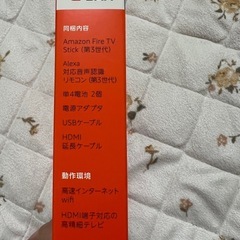 同梱内容
Amazon Fire TV
Stick (第3世代)
Alexa
対応音声認識
リモコン(第3世代)
単4電池 2個
電源アダプタ
USBケーブル
HDMI
延長ケーブル
動作環境
高速インターネット
wifi
HDMI端子対応の
高精細テレビ